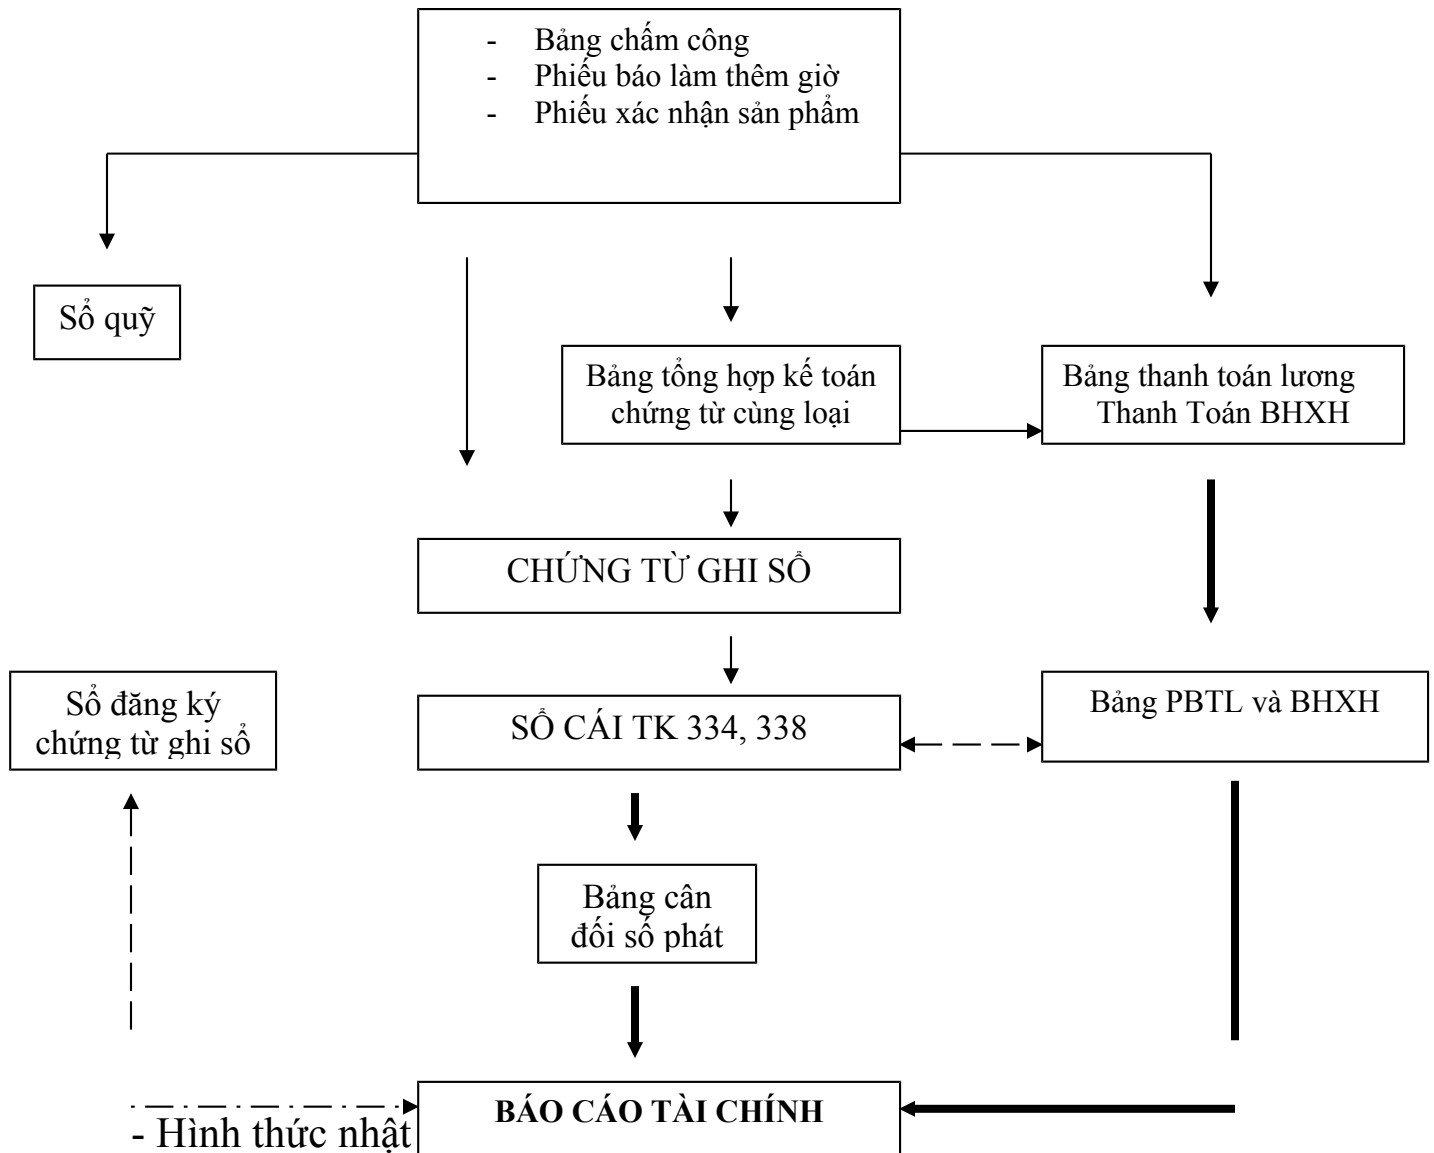 - Bảng chấm công
- Phiếu báo làm thêm giờ
- Phiếu xác nhận sản phẩm
Sổ quỹ
Bảng tổng hợp kế toán
chứng từ cùng loại
Bảng thanh toán lương
Thanh Toán BHXH
CHỨNG TỪ GHI SỔ
Sổ đăng ký
chứng từ ghi sổ
SỔ CÁI TK 334, 338
Bảng PBTL và BHXH
Bảng cân
đối số phát
BÁO CÁO TÀI CHÍNH
- Hình thức nhật